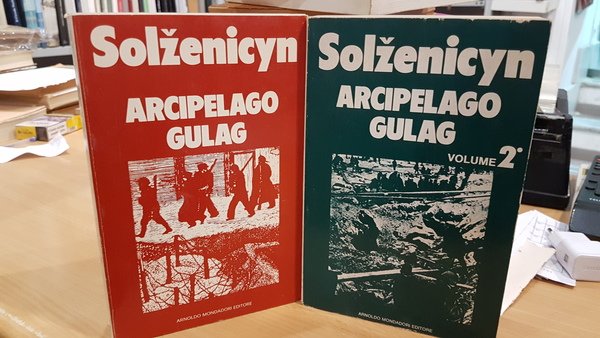 Solženicyn
ARCIPELAGO
GULAG
ARNOLDO MONDADORI EDITORE
Solženicyn
ARCIPELAGO
GULAG
VOLUME 2°
ARNOLDO MONDADORI EDITORE